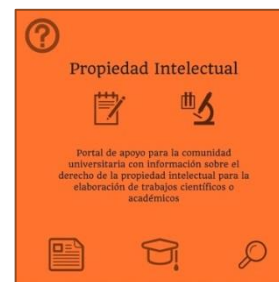 Propiedad Intelectual
Portal de apoyo para la comunidad
universitaria con información sobre el
derecho de la propiedad intelectual para la
elaboración de trabajos científicos o
académicos